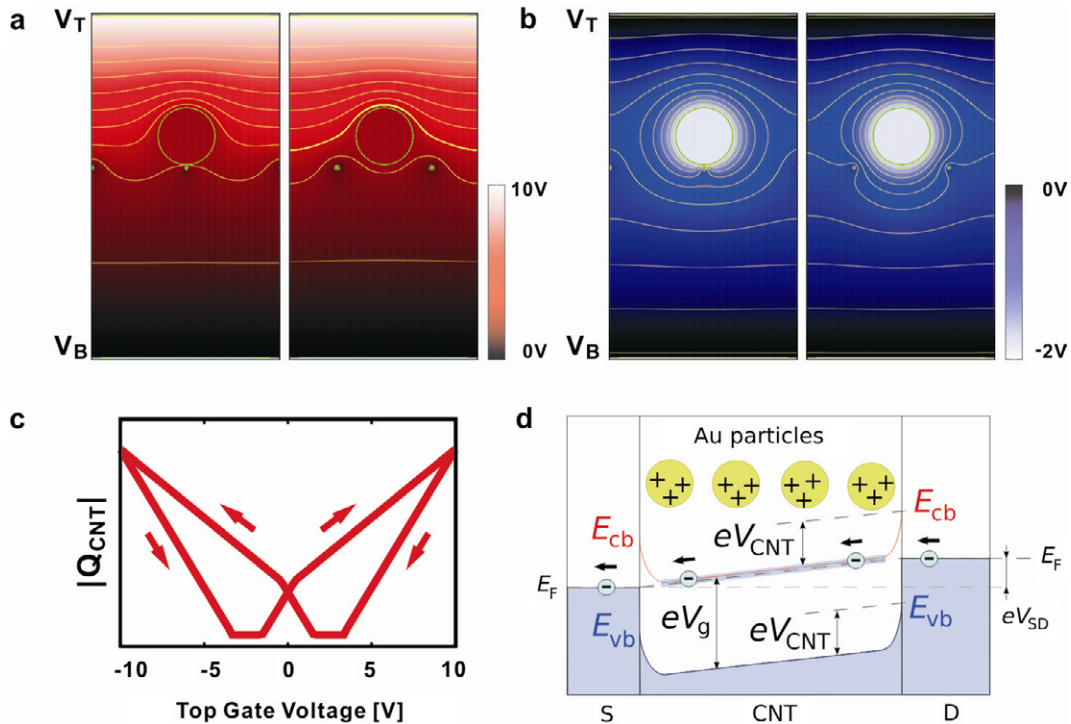 a
V_T
V_B
10V
0V
b
V_T
V_B
0V
-2V
c
|Q_CNT|
-10
-5
0
5
10
Top Gate Voltage [V]
d
Au particles
+ + + +
+ + + + + + + +
E_cb
E_cb
eV_CNT
E_F
E_F
E_vb
E_vb
eV_g
eV_CNT
eV_SD
S
CNT
D